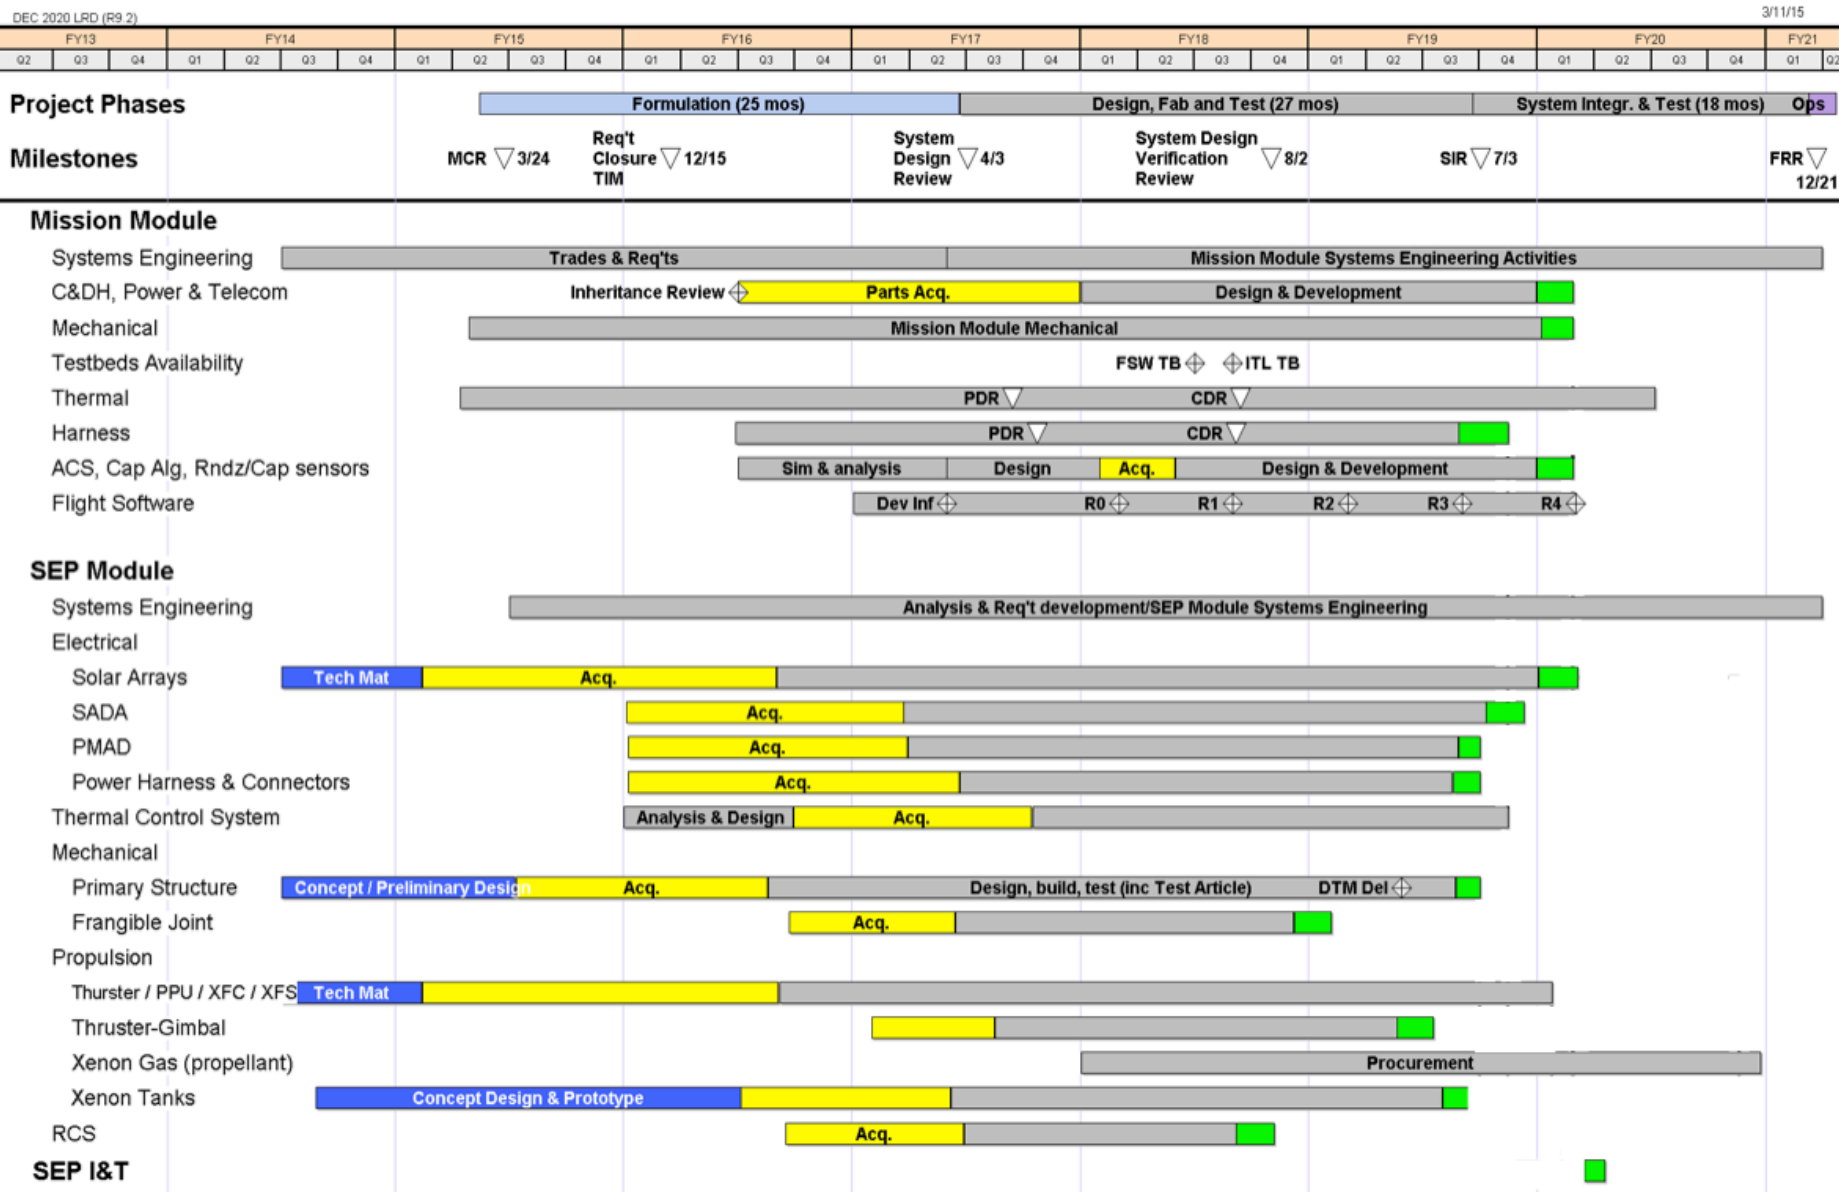 DEC 2020 LRD (R9.2) 3/11/15
FY13 FY14 FY15 FY16 FY17 FY18 FY19 FY20 FY21
Q2 Q3 Q4 Q1 Q2 Q3 Q4 Q1 Q2 Q3 Q4 Q1 Q2 Q3 Q4 Q1 Q2 Q3 Q4 Q1 Q2 Q3 Q4 Q1 Q2 Q3 Q4 Q1 Q2 Q3 Q4 Q1 Q2
Project Phases Formulation (25 mos) Design, Fab and Test (27 mos) System Integr. & Test (18 mos) Ops
Milestones
MCR 3/24
Req't
Closure 12/15
TIM
System
Design 4/3
Review
System Design
Verification 8/2
Review
SIR 7/3
FRR
12/21
Mission Module
Systems Engineering Trades & Req'ts Mission Module Systems Engineering Activities
C&DH, Power & Telecom Inheritance Review Parts Acq. Design & Development
Mechanical Mission Module Mechanical
Testbeds Availability FSW TB ITL TB
Thermal PDR CDR
Harness PDR CDR
ACS, Cap Alg, Rndz/Cap sensors Sim & analysis Design Acq. Design & Development
Flight Software Dev Inf R0 R1 R2 R3 R4
SEP Module
Systems Engineering Analysis & Req't development/SEP Module Systems Engineering
Electrical
Solar Arrays Tech Mat Acq.
SADA Acq.
PMAD Acq.
Power Harness & Connectors Acq.
Thermal Control System Analysis & Design Acq.
Mechanical
Primary Structure Concept / Preliminary Design Acq. Design, build, test (inc Test Article) DTM Del
Frangible Joint Acq.
Propulsion
Thurster / PPU / XFC / XFS Tech Mat
Thruster-Gimbal
Xenon Gas (propellant) Procurement
Xenon Tanks Concept Design & Prototype
RCS Acq.
SEP I&T